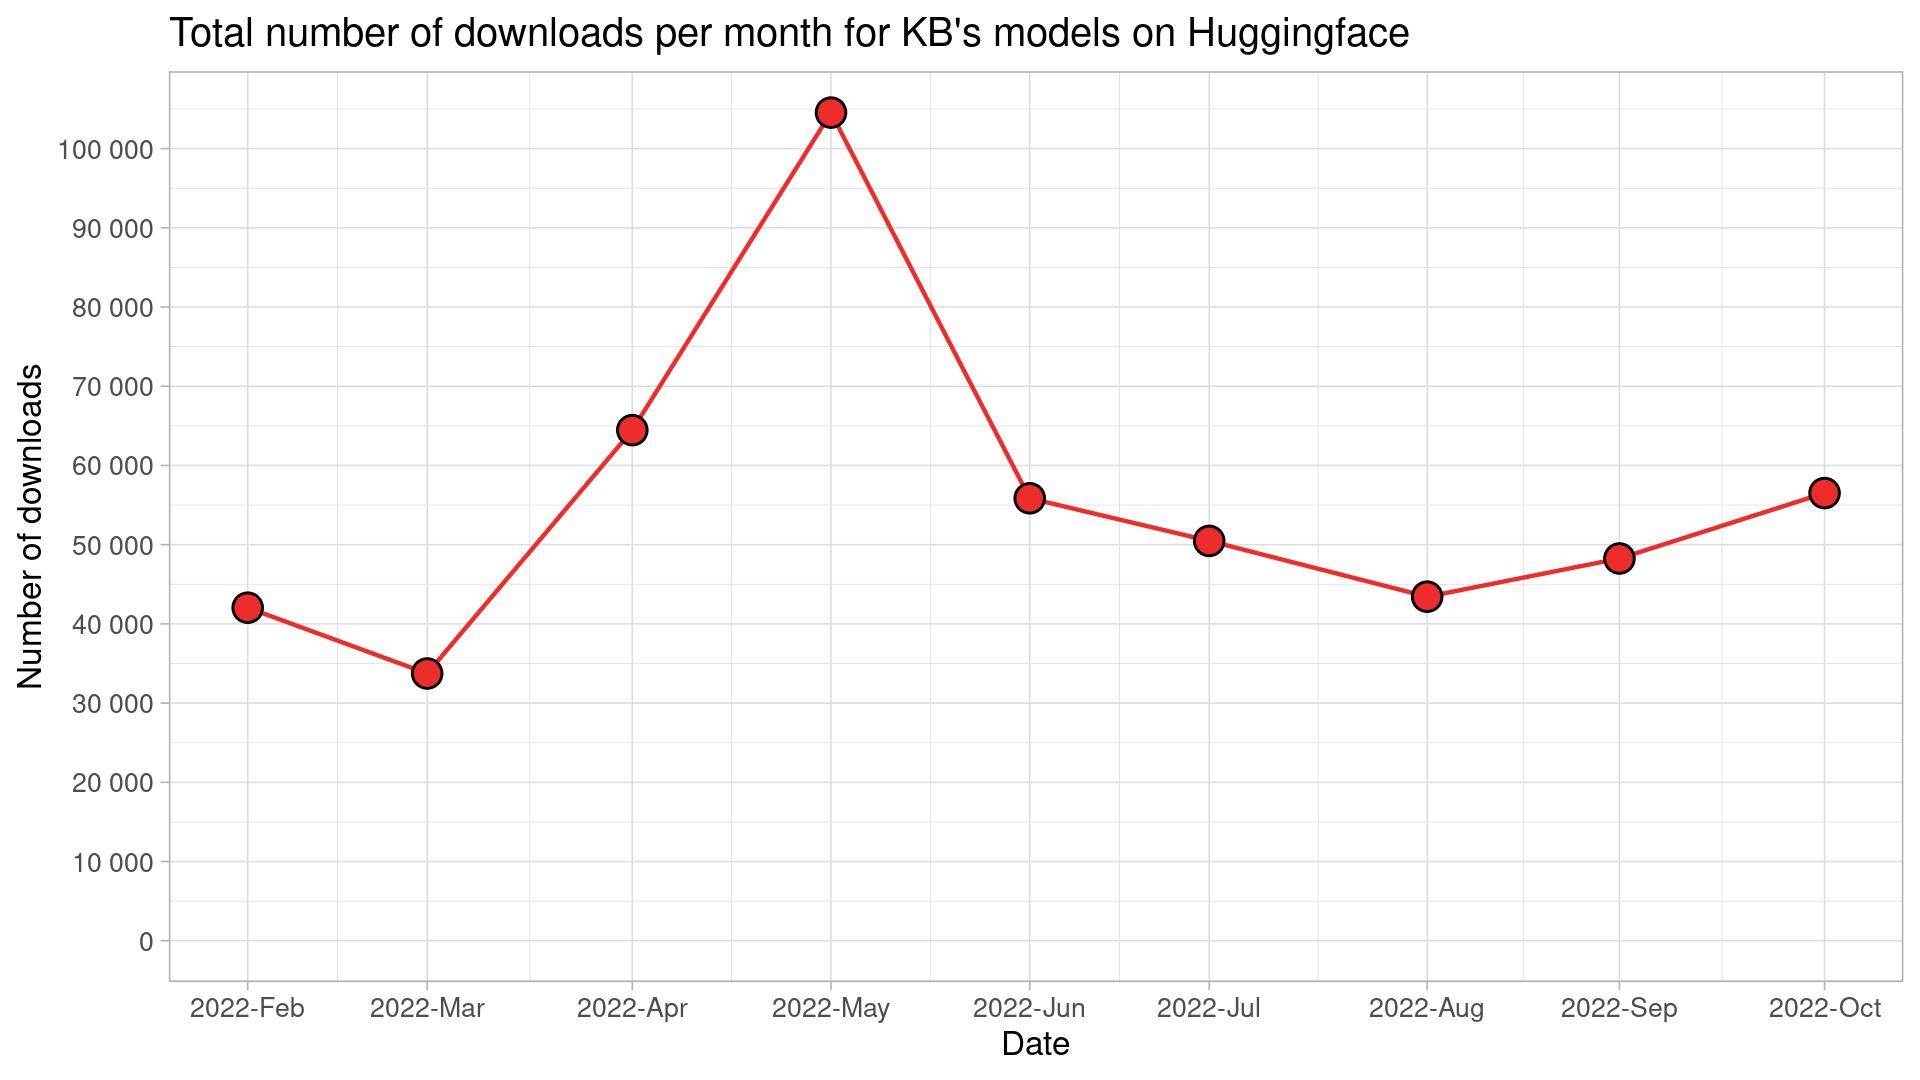 Total number of downloads per month for KB's models on Huggingface
Number of downloads
100 000
90 000
80 000
70 000
60 000
50 000
40 000
30 000
20 000
10 000
0
2022-Feb 2022-Mar 2022-Apr 2022-May 2022-Jun 2022-Jul 2022-Aug 2022-Sep 2022-Oct
Date